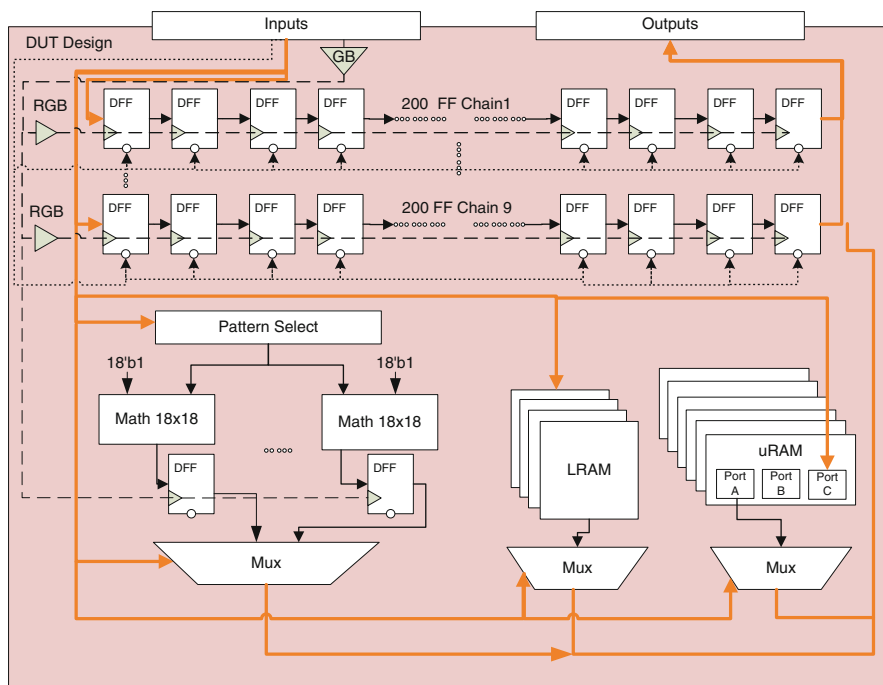 Inputs
Outputs
DUT Design
GB
RGB
DFF
DFF
DFF
DFF
200 FF Chain1
DFF
DFF
DFF
DFF
RGB
DFF
DFF
DFF
DFF
200 FF Chain 9
DFF
DFF
DFF
DFF
Pattern Select
18'b1
18'b1
Math 18x18
Math 18x18
DFF
DFF
Mux
LRAM
Mux
uRAM
Port
A
Port
B
Port
C
Mux